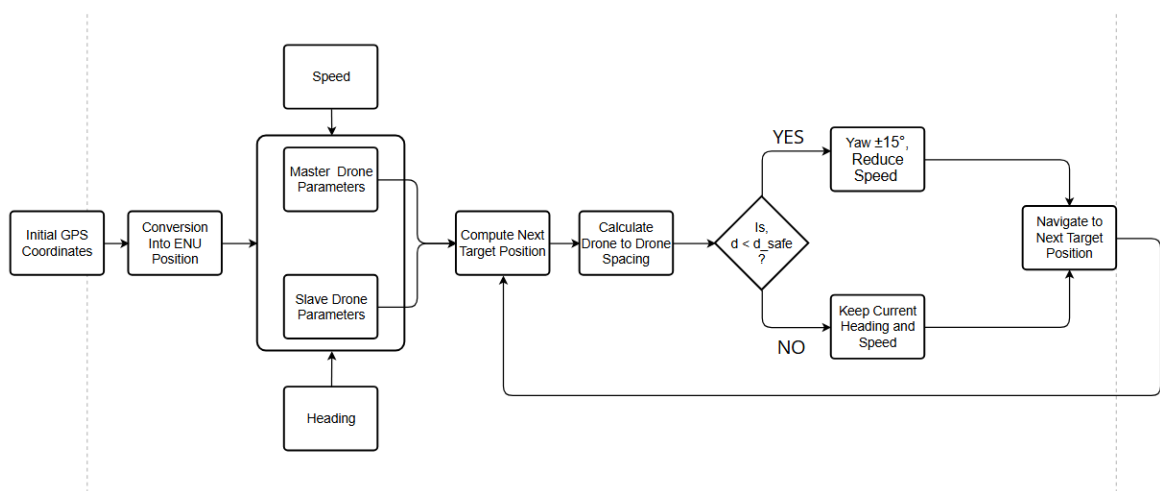 Speed
Master Drone
Parameters
Initial GPS
Coordinates
Conversion
Into ENU
Position
Slave Drone
Parameters
Heading
Compute Next
Target Position
Calculate
Drone to Drone
Spacing
Is,
d < d_safe
?
YES
Yaw ±15°,
Reduce
Speed
NO
Keep Current
Heading and
Speed
Navigate to
Next Target
Position